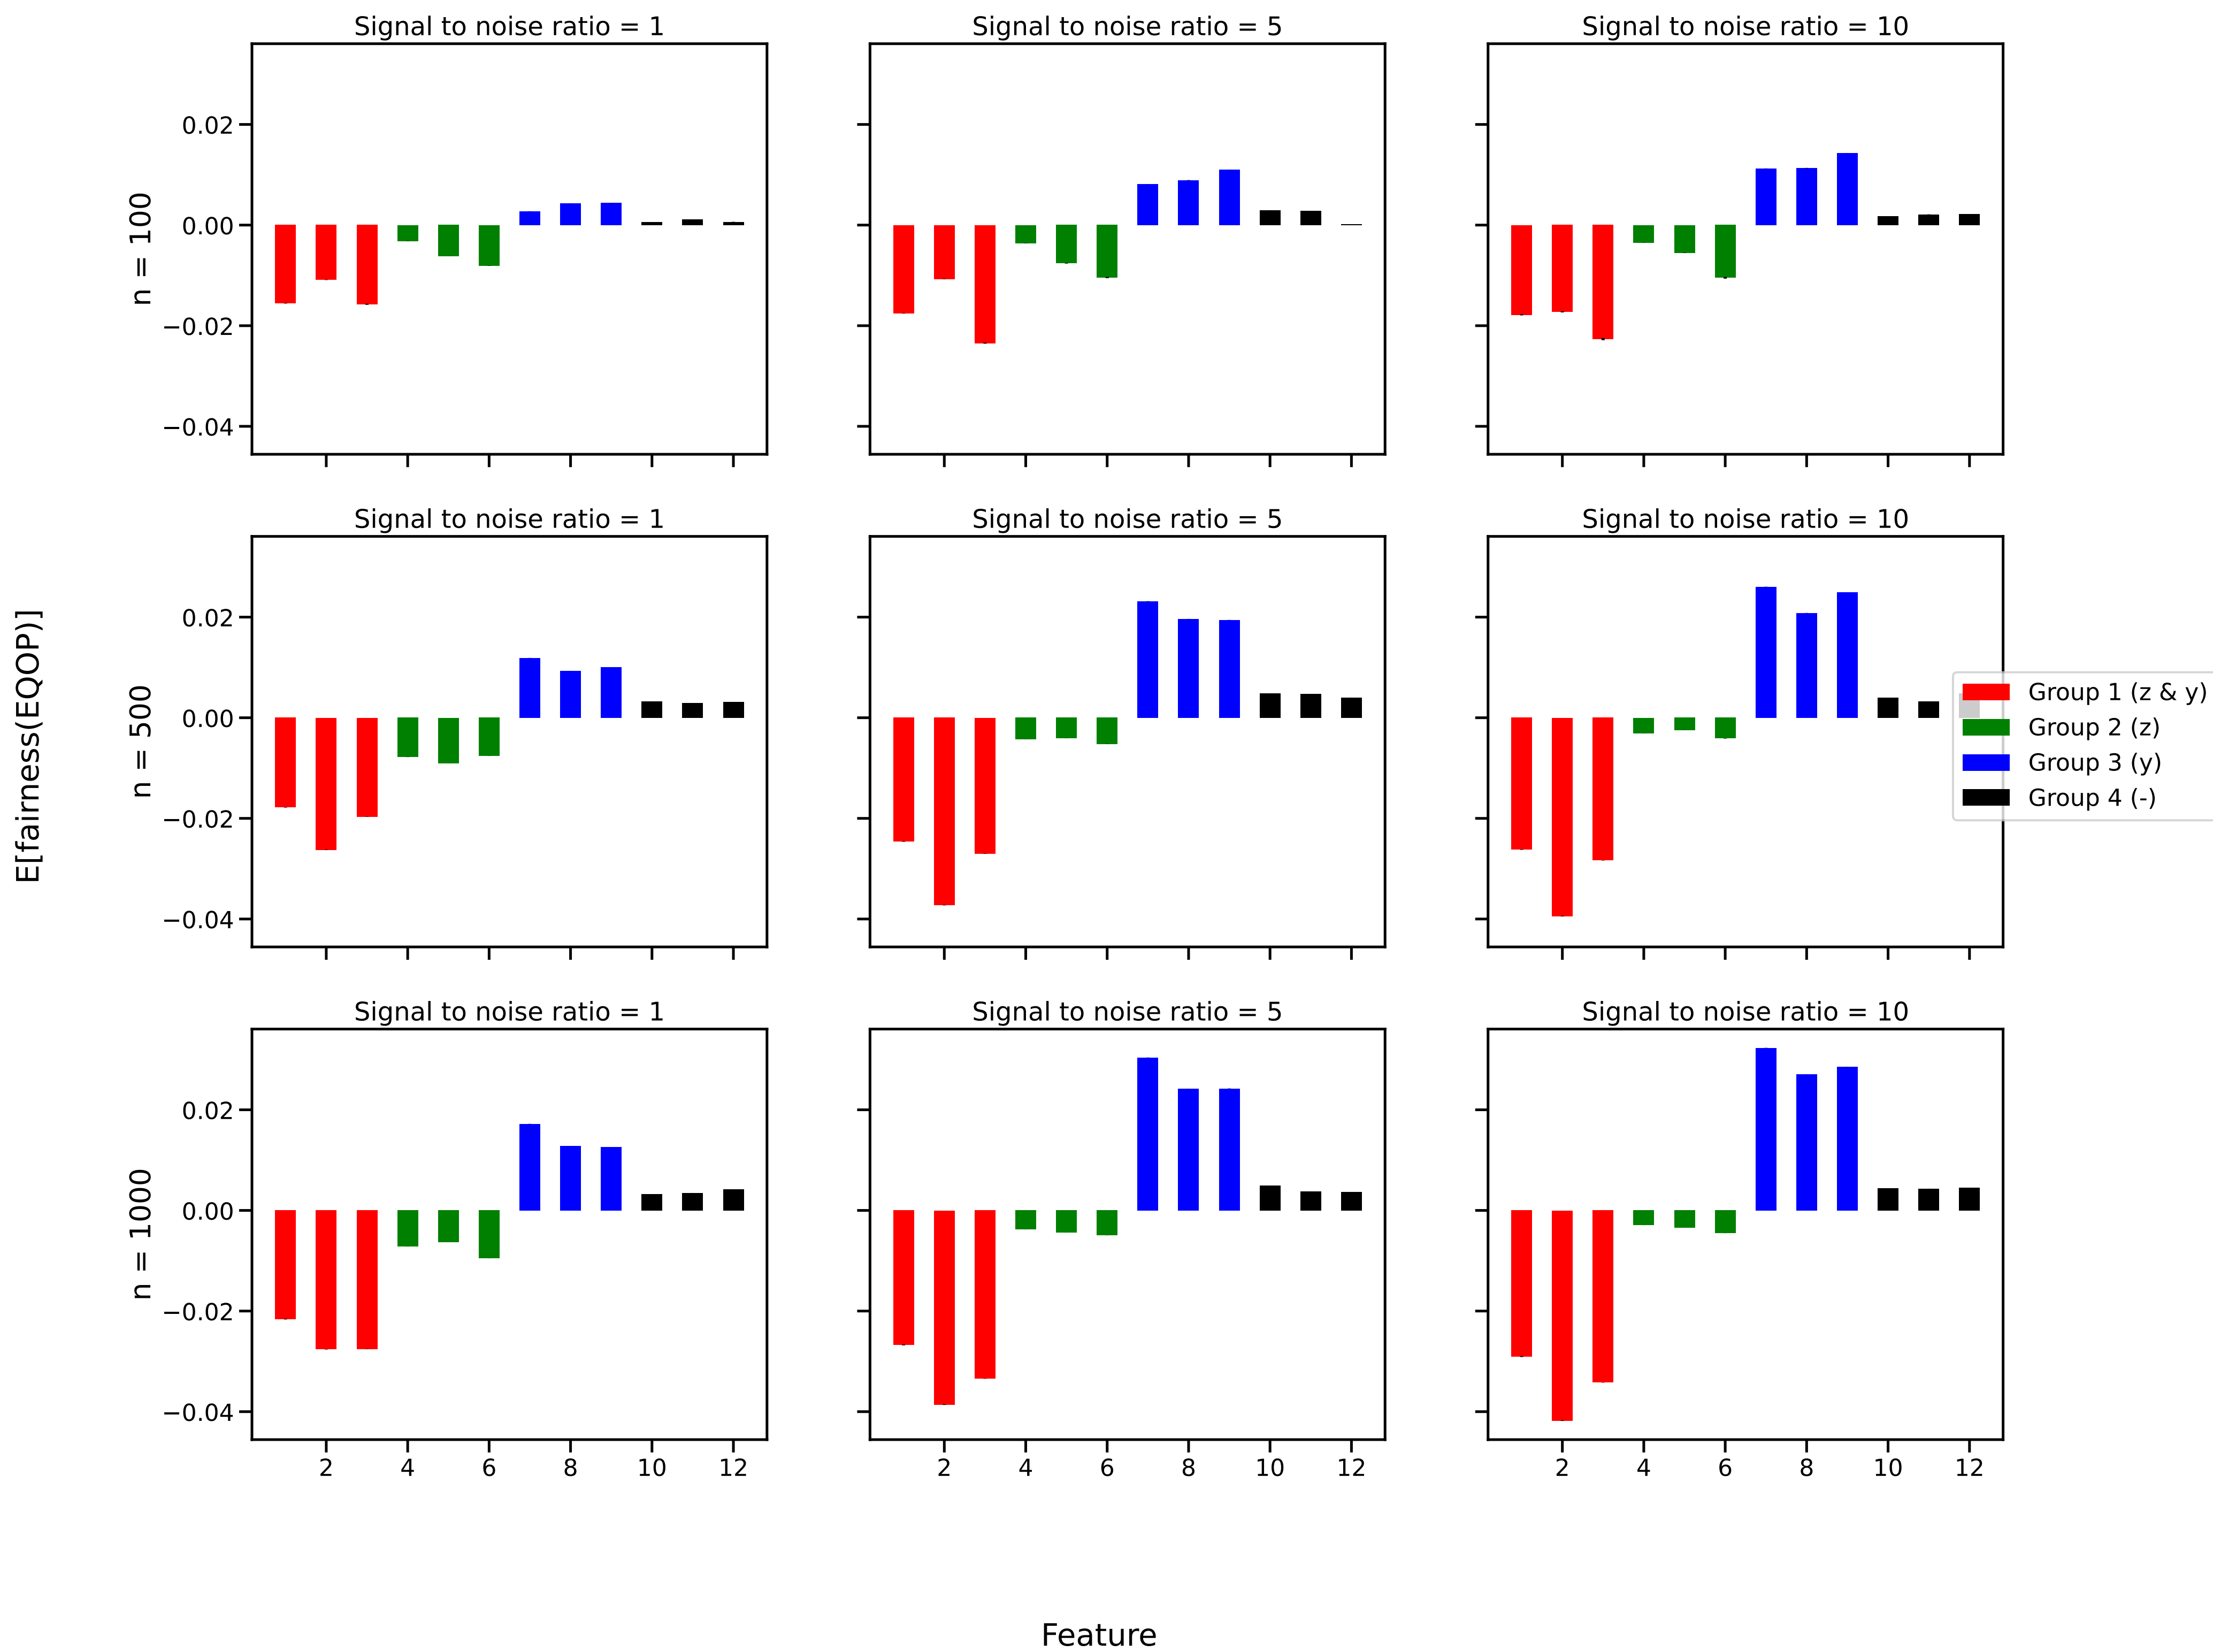 Signal to noise ratio = 1
Signal to noise ratio = 5
Signal to noise ratio = 10
0.02
0.00
−0.02
−0.04
n = 100
Signal to noise ratio = 1
Signal to noise ratio = 5
Signal to noise ratio = 10
0.02
0.00
−0.02
−0.04
n = 500
E[fairness(EQOP)]
Group 1 (z & y)
Group 2 (z)
Group 3 (y)
Group 4 (-)
Signal to noise ratio = 1
Signal to noise ratio = 5
Signal to noise ratio = 10
0.02
0.00
−0.02
−0.04
n = 1000
2 4 6 8 10 12
2 4 6 8 10 12
2 4 6 8 10 12
Feature